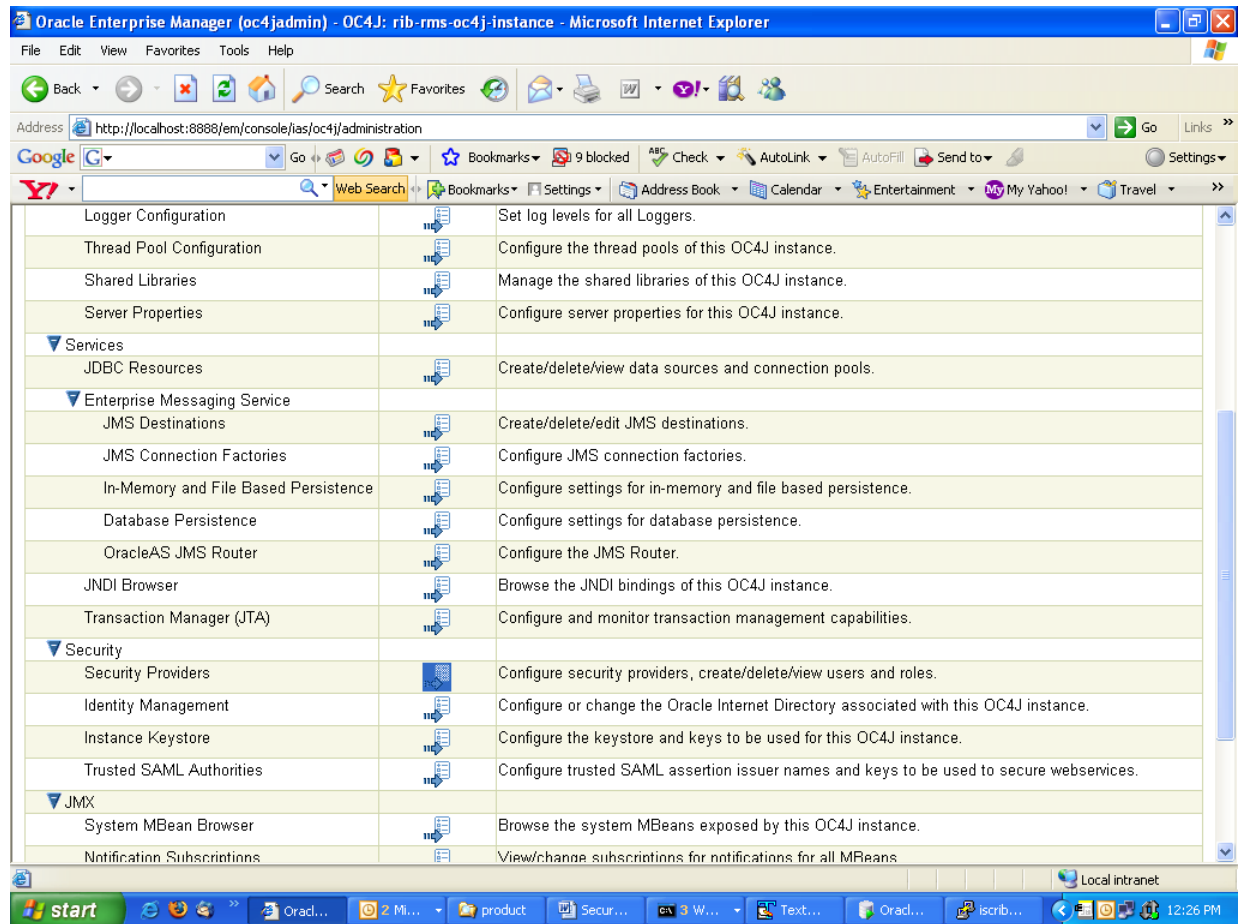 Oracle Enterprise Manager (oc4jadmin) - OC4J: rib-rms-oc4j-instance - Microsoft Internet Explorer
File Edit View Favorites Tools Help
Back Search Favorites
Address http://localhost:8888/em/console/ias/oc4j/administration Go Links »
Google G Go Bookmarks 9 blocked ABC Check AutoLink AutoFill Send to Settings
Y! Web Search Bookmarks Settings Address Book Calendar Entertainment My My Yahoo! Travel »
Logger Configuration Set log levels for all Loggers.
Thread Pool Configuration Configure the thread pools of this OC4J instance.
Shared Libraries Manage the shared libraries of this OC4J instance.
Server Properties Configure server properties for this OC4J instance.
Services
JDBC Resources Create/delete/view data sources and connection pools.
Enterprise Messaging Service
JMS Destinations Create/delete/edit JMS destinations.
JMS Connection Factories Configure JMS connection factories.
In-Memory and File Based Persistence Configure settings for in-memory and file based persistence.
Database Persistence Configure settings for database persistence.
OracleAS JMS Router Configure the JMS Router.
JNDI Browser Browse the JNDI bindings of this OC4J instance.
Transaction Manager (JTA) Configure and monitor transaction management capabilities.
Security
Security Providers Configure security providers, create/delete/view users and roles.
Identity Management Configure or change the Oracle Internet Directory associated with this OC4J instance.
Instance Keystore Configure the keystore and keys to be used for this OC4J instance.
Trusted SAML Authorities Configure trusted SAML assertion issuer names and keys to be used to secure webservices.
JMX
System MBean Browser Browse the system MBeans exposed by this OC4J instance.
Notification Subscriptions View/change subscriptions for notifications for all MBeans
Local intranet
start » Oracl... 2 Mi... product Secur... 3 W... Text... Oracl... iscrib... 12:26 PM